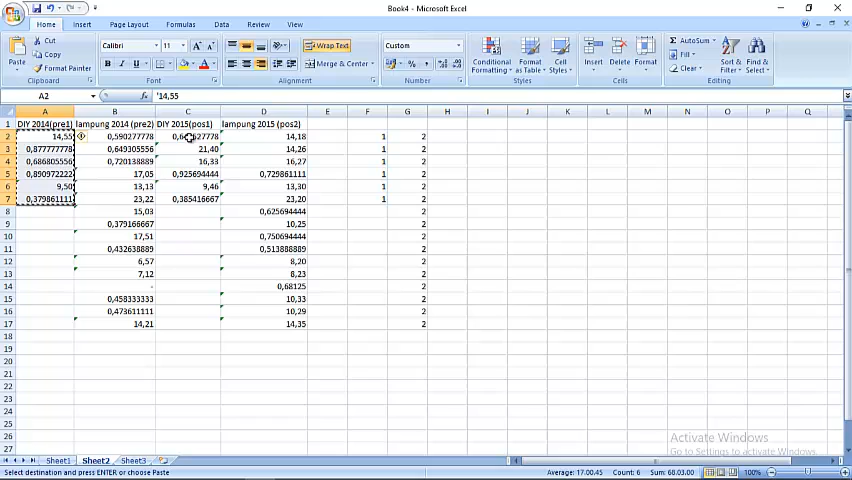 Book4 - Microsoft Excel
Home Insert Page Layout Formulas Data Review View
Cut
Copy
Format Painter
Paste
Clipboard
Calibri 11
Font
Wrap Text
Merge & Center
Alignment
Custom
Number
Conditional Formatting
Format as Table
Cell Styles
Styles
Insert Delete Format
Cells
AutoSum
Fill
Clear
Sort & Filter
Find & Select
Editing
A2 fx '14,55
A B C D E F G H I J K L M N O P
1 DIY 2014(pre1) lampung 2014 (pre2) DIY 2015(pos1) lampung 2015 (pos2)
2 14,55 0,590277778 14,18 1 2
3 0,877777778 0,649305556 21,40 14,26 1 2
4 0,686805556 0,720138889 16,33 16,27 1 2
5 0,890972222 17,05 0,925694444 0,729861111 1 2
6 9,50 13,13 9,46 13,30 1 2
7 0,379861111 23,22 0,385416667 23,20 1 2
8 15,03 0,625694444 2
9 0,379166667 10,25 2
10 17,51 0,750694444 2
11 0,432638889 0,513888889 2
12 6,57 8,20 2
13 7,12 8,23 2
14 - 0,68125 2
15 0,458333333 10,33 2
16 0,473611111 10,29 2
17 14,21 14,35 2
18
19
20
21
22
23
24
25
26
27
Activate Windows
Go to Settings to activate Windows.
Sheet1 Sheet2 Sheet3
Select destination and press ENTER or choose Paste Average: 17.00.45 Count: 6 Sum: 68.03.00 100%